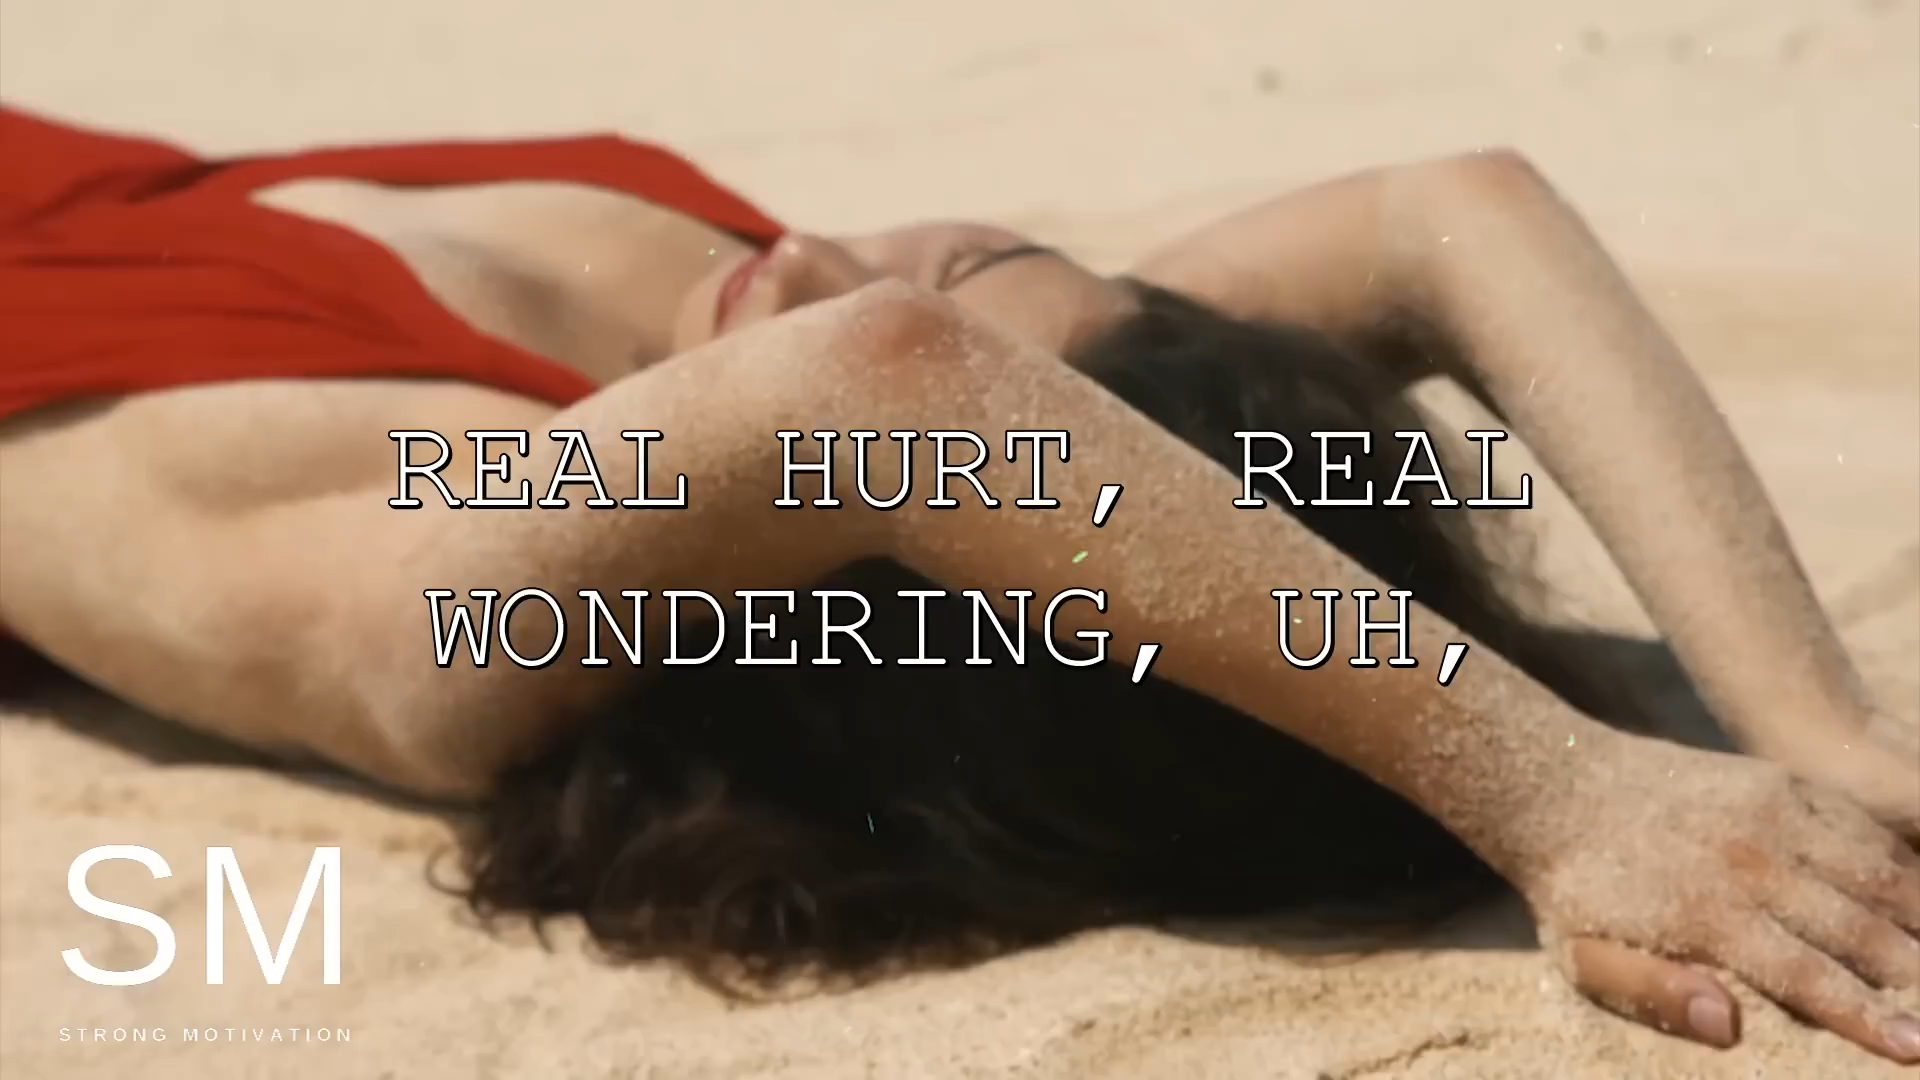 REAL HURT, REAL
WONDERING, UH,
SM
STRONG MOTIVATION